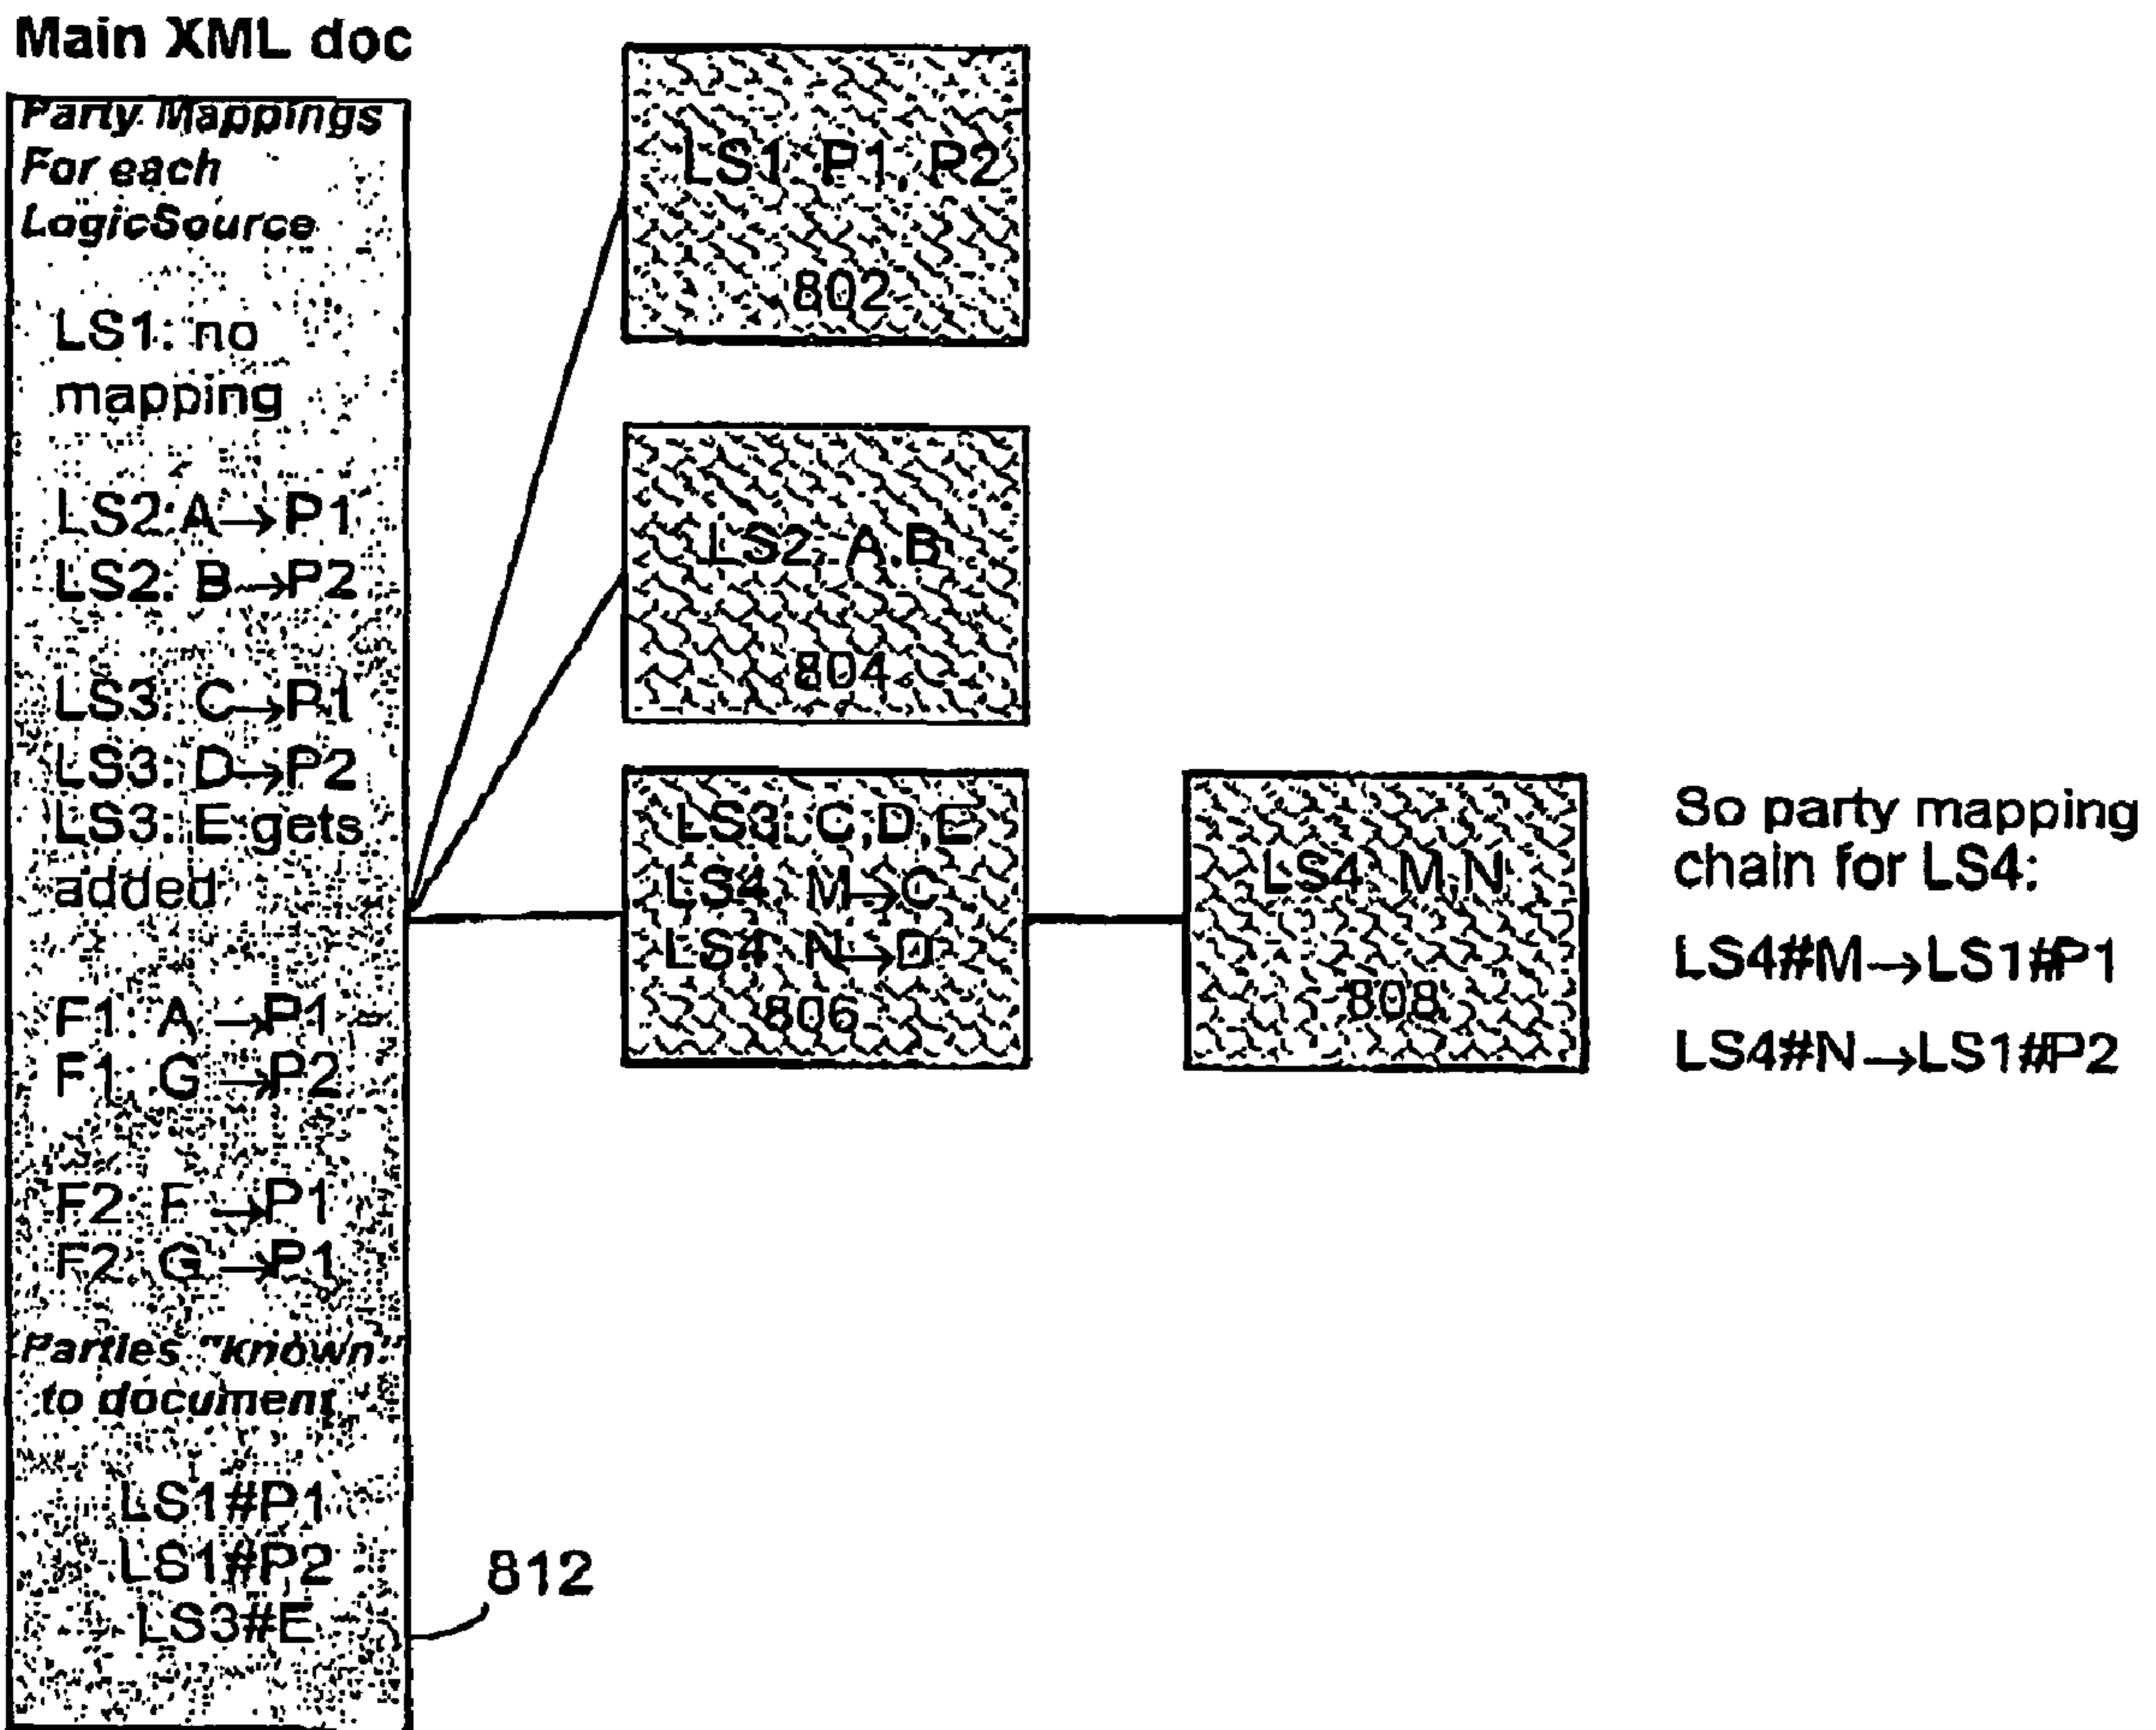 Main XML doc
Party Mappings
For each
LogicSource
LS1: no
mapping
LS2:A→P1
LS2: B→P2
LS3: C→P1
LS3: D→P2
LS3: E gets
added
F1: A→P1
F1: G→P2
F2: F→P1
F2: G→P1
Parties "known"
to document
LS1#P1
LS1#P2
LS3#E
812
LS1: P1, P2
802
LS2: A,B
804
LS3: C,D,E
LS4: M→C
LS4: N→D
806
LS4: M,N
808
So party mapping
chain for LS4:
LS4#M→LS1#P1
LS4#N→LS1#P2